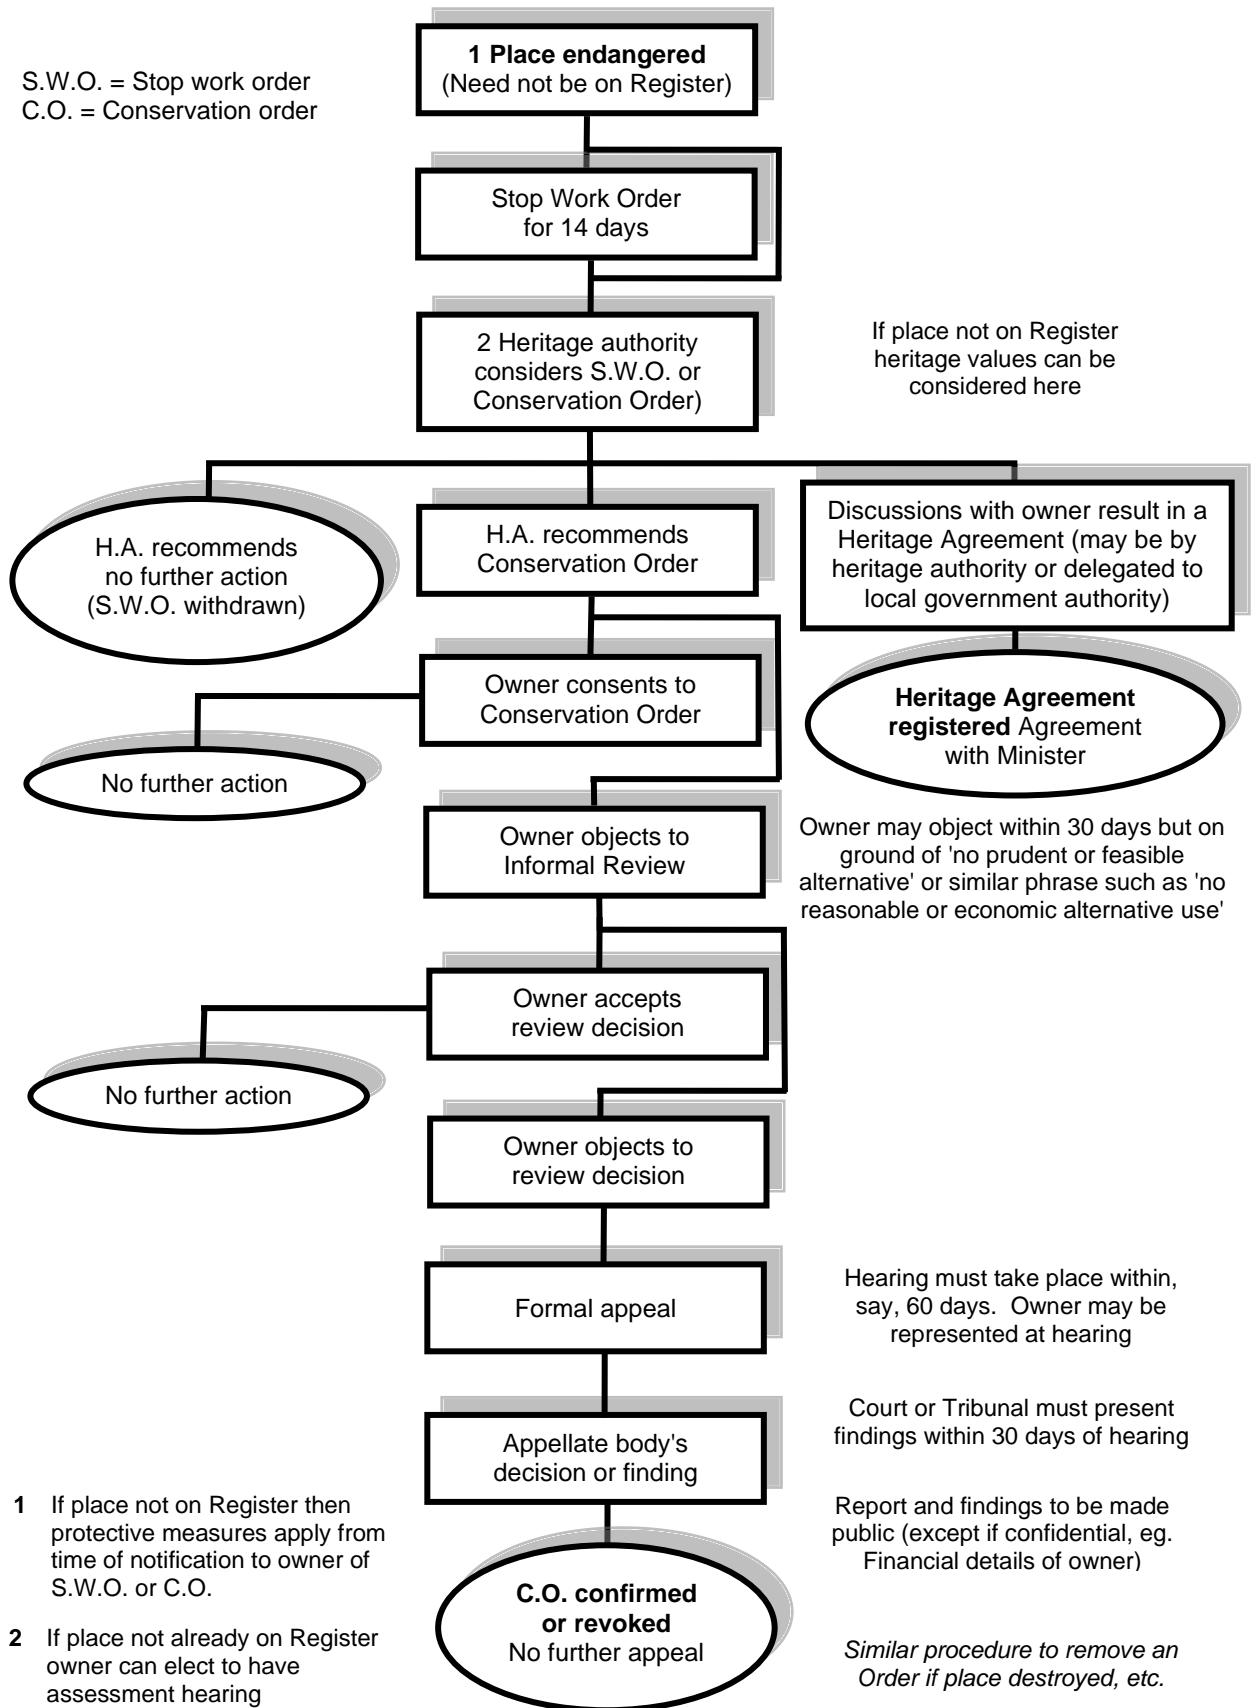 1 Place endangered
(Need not be on Register)
S.W.O. = Stop work order
C.O. = Conservation order
Stop Work Order
for 14 days
2 Heritage authority
considers S.W.O. or
Conservation Order)
If place not on Register
heritage values can be
considered here
H.A. recommends
no further action
(S.W.O. withdrawn)
H.A. recommends
Conservation Order
Discussions with owner result in a
Heritage Agreement (may be by
heritage authority or delegated to
local government authority)
Owner consents to
Conservation Order
Heritage Agreement
registered Agreement
with Minister
No further action
Owner objects to
Informal Review
Owner may object within 30 days but on
ground of 'no prudent or feasible
alternative' or similar phrase such as 'no
reasonable or economic alternative use'
Owner accepts
review decision
No further action
Owner objects to
review decision
Formal appeal
Hearing must take place within,
say, 60 days.  Owner may be
represented at hearing
Appellate body's
decision or finding
Court or Tribunal must present
findings within 30 days of hearing
1 If place not on Register then
protective measures apply from
time of notification to owner of
S.W.O. or C.O.
Report and findings to be made
public (except if confidential, eg.
Financial details of owner)
C.O. confirmed
or revoked
No further appeal
2 If place not already on Register
owner can elect to have
assessment hearing
Similar procedure to remove an
Order if place destroyed, etc.